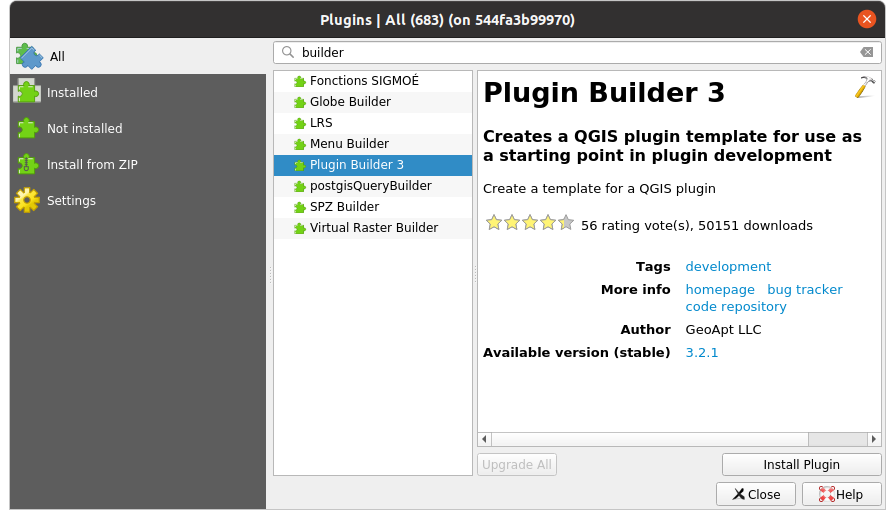 Plugins | All (683) (on 544fa3b99970)
All
Installed
Not installed
Install from ZIP
Settings
builder
Fonctions SIGMOÉ
Globe Builder
LRS
Menu Builder
Plugin Builder 3
postgisQueryBuilder
SPZ Builder
Virtual Raster Builder
Plugin Builder 3
Creates a QGIS plugin template for use as
a starting point in plugin development
Create a template for a QGIS plugin
56 rating vote(s), 50151 downloads
Tags development
More info homepage bug tracker
code repository
Author GeoApt LLC
Available version (stable) 3.2.1
Upgrade All
Install Plugin
Close
Help